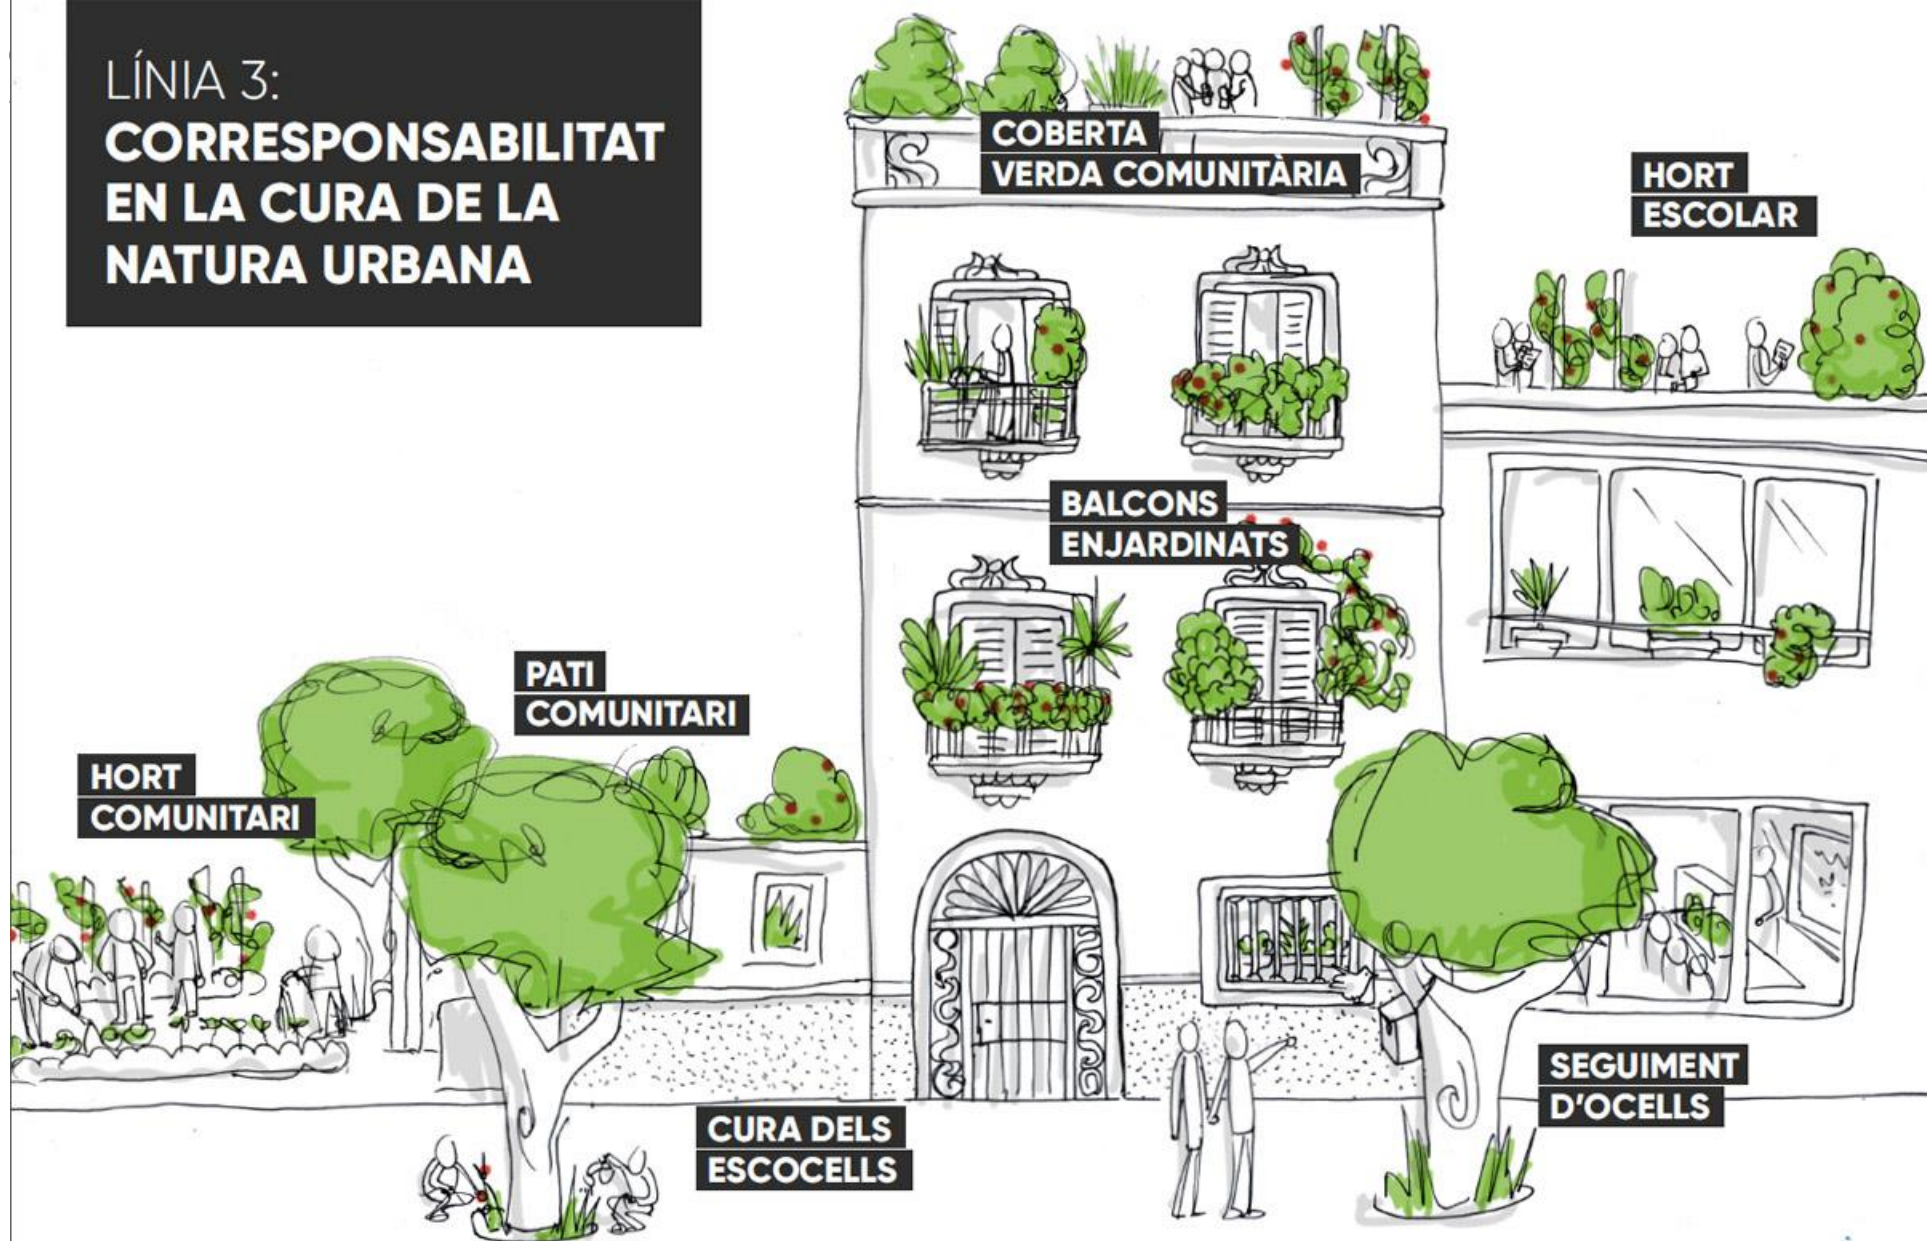 LÍNIA 3:
CORRESPONSABILITAT
EN LA CURA DE LA
NATURA URBANA
COBERTA
VERDA COMUNITÀRIA
HORT
ESCOLAR
BALCONS
ENJARDINATS
PATI
COMUNITARI
HORT
COMUNITARI
SEGUIMENT
D'OCELLS
CURA DELS
ESCOCELLS